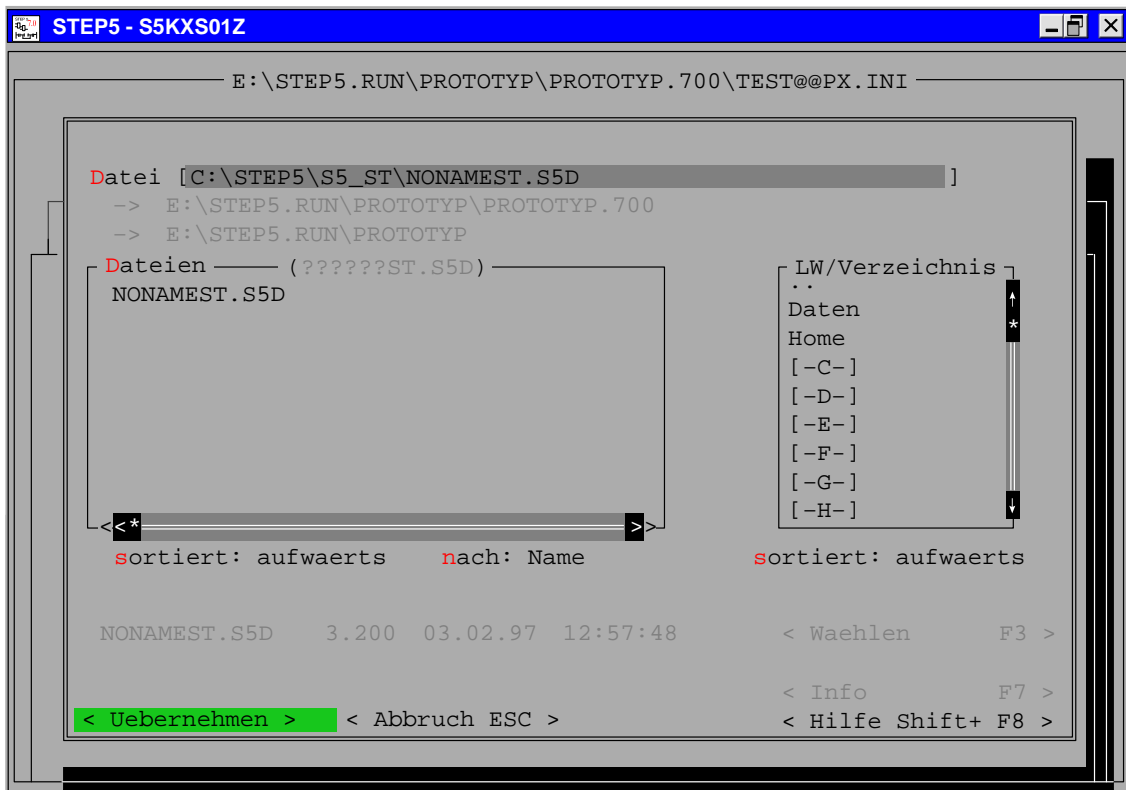 STEP5 - S5KXS01Z
E:\STEP5.RUN\PROTOTYP\PROTOTYP.700\TEST@@PX.INI
Datei [C:\STEP5\S5_ST\NONAMEST.S5D ]
-> E:\STEP5.RUN\PROTOTYP\PROTOTYP.700
-> E:\STEP5.RUN\PROTOTYP
Dateien (??????ST.S5D)
NONAMEST.S5D
LW/Verzeichnis
..
Daten
Home
[-C-]
[-D-]
[-E-]
[-F-]
[-G-]
[-H-]
sortiert: aufwaerts nach: Name
sortiert: aufwaerts
NONAMEST.S5D 3.200 03.02.97 12:57:48
< Waehlen F3 >
< Info F7 >
< Uebernehmen > < Abbruch ESC >
< Hilfe Shift+ F8 >